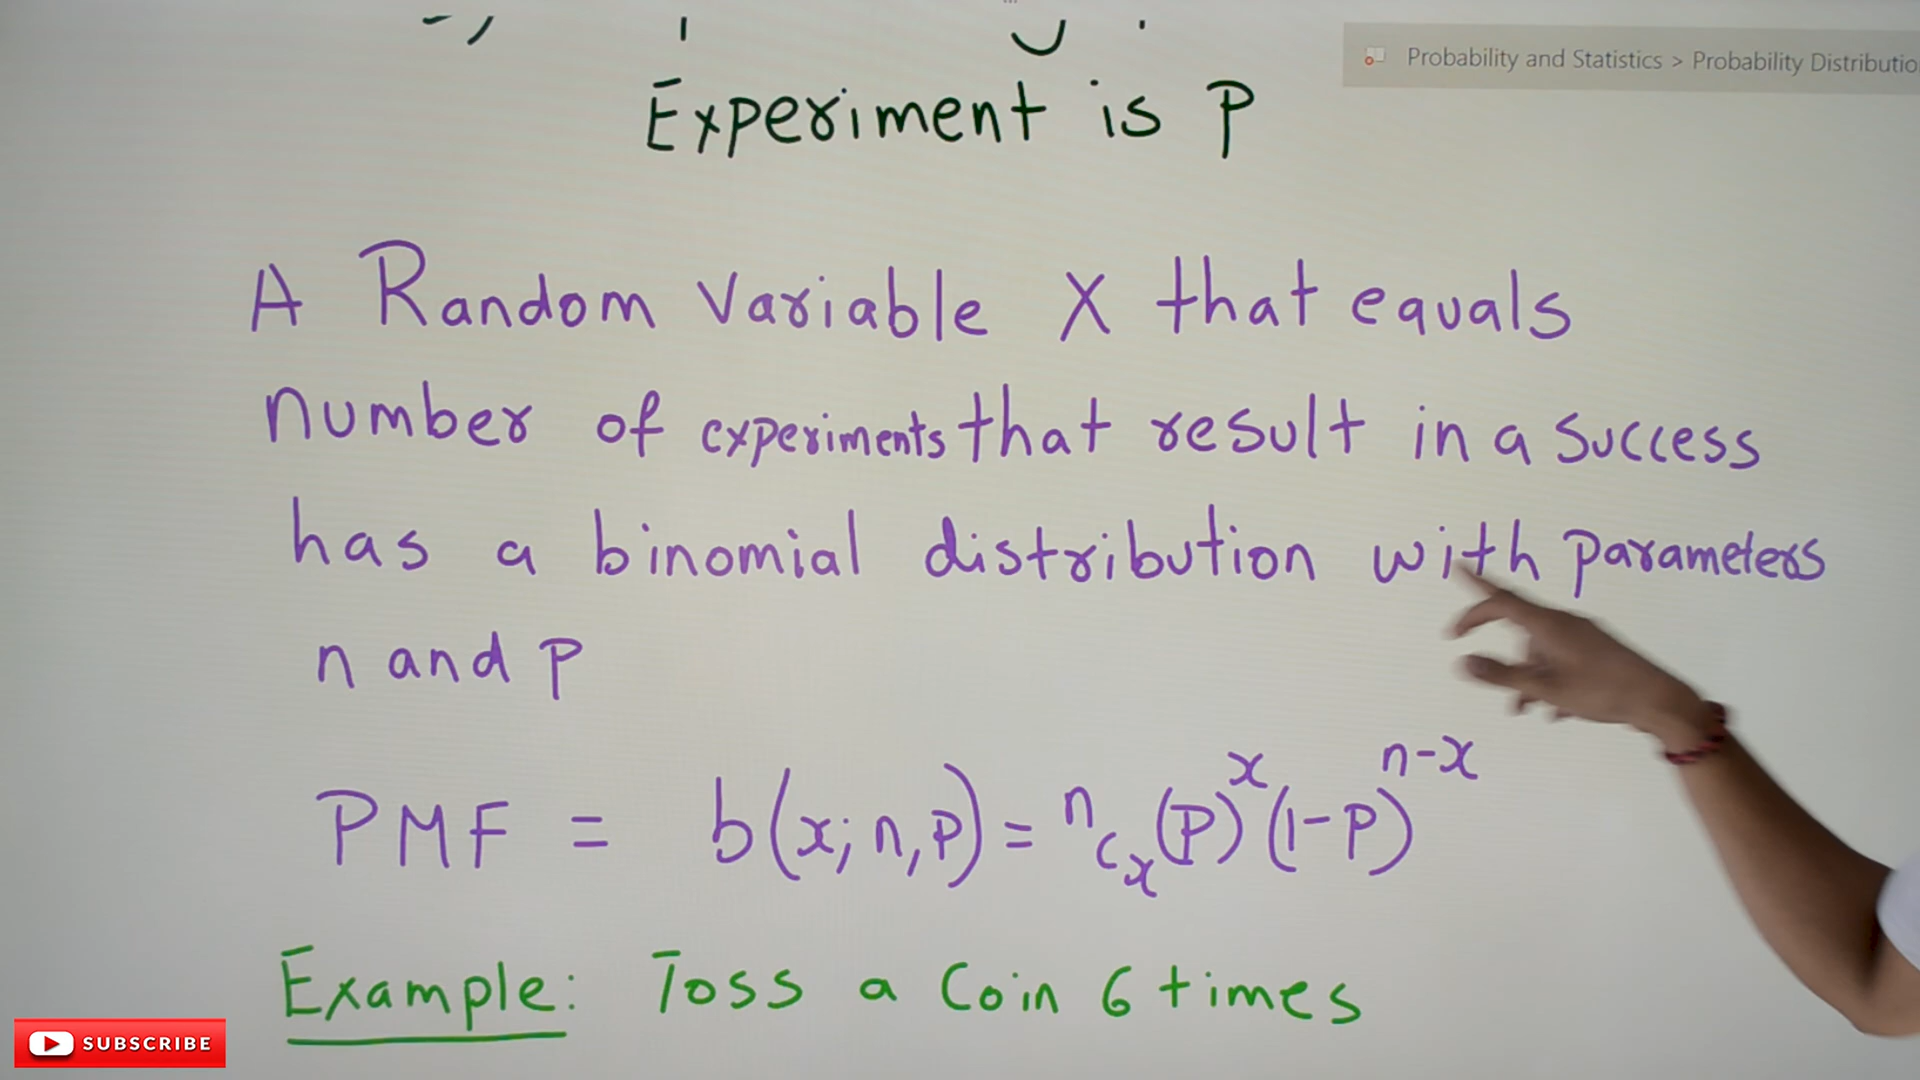 Probability and Statistics > Probability Distributio
Experiment is P
A Random Variable X that equals
number of experiments that result in a success
has a binomial distribution with parameters
n and p
PMF = b(x; n, p) = ⁿCₓ (p)ˣ (1-p)ⁿ⁻ˣ
Example: Toss a Coin 6 times
SUBSCRIBE